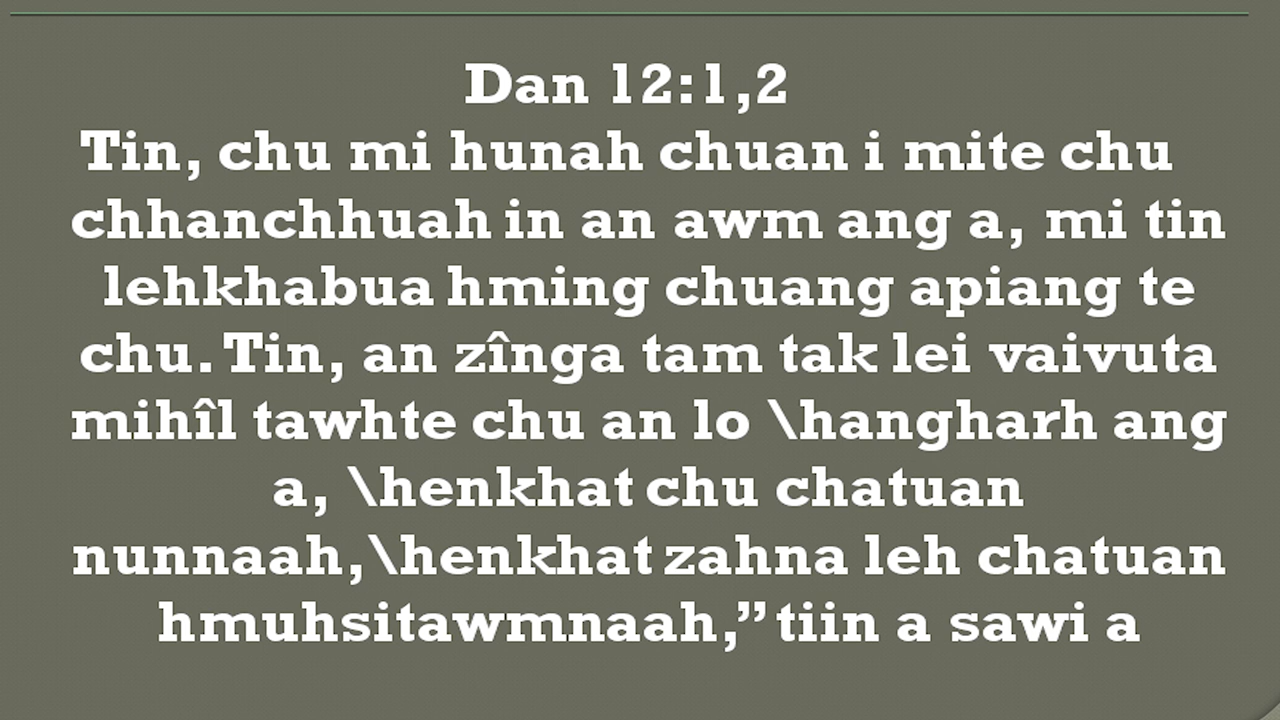 Dan 12:1,2
Tin, chu mi hunah chuan i mite chu
chhanchhuah in an awm ang a, mi tin
lehkhabua hming chuang apiang te
chu. Tin, an zînga tam tak lei vaivuta
mihîl tawhte chu an lo \hangharh ang
a, \henkhat chu chatuan
nunnaah, \henkhat zahna leh chatuan
hmuhsitawmnaah,” tiin a sawi a